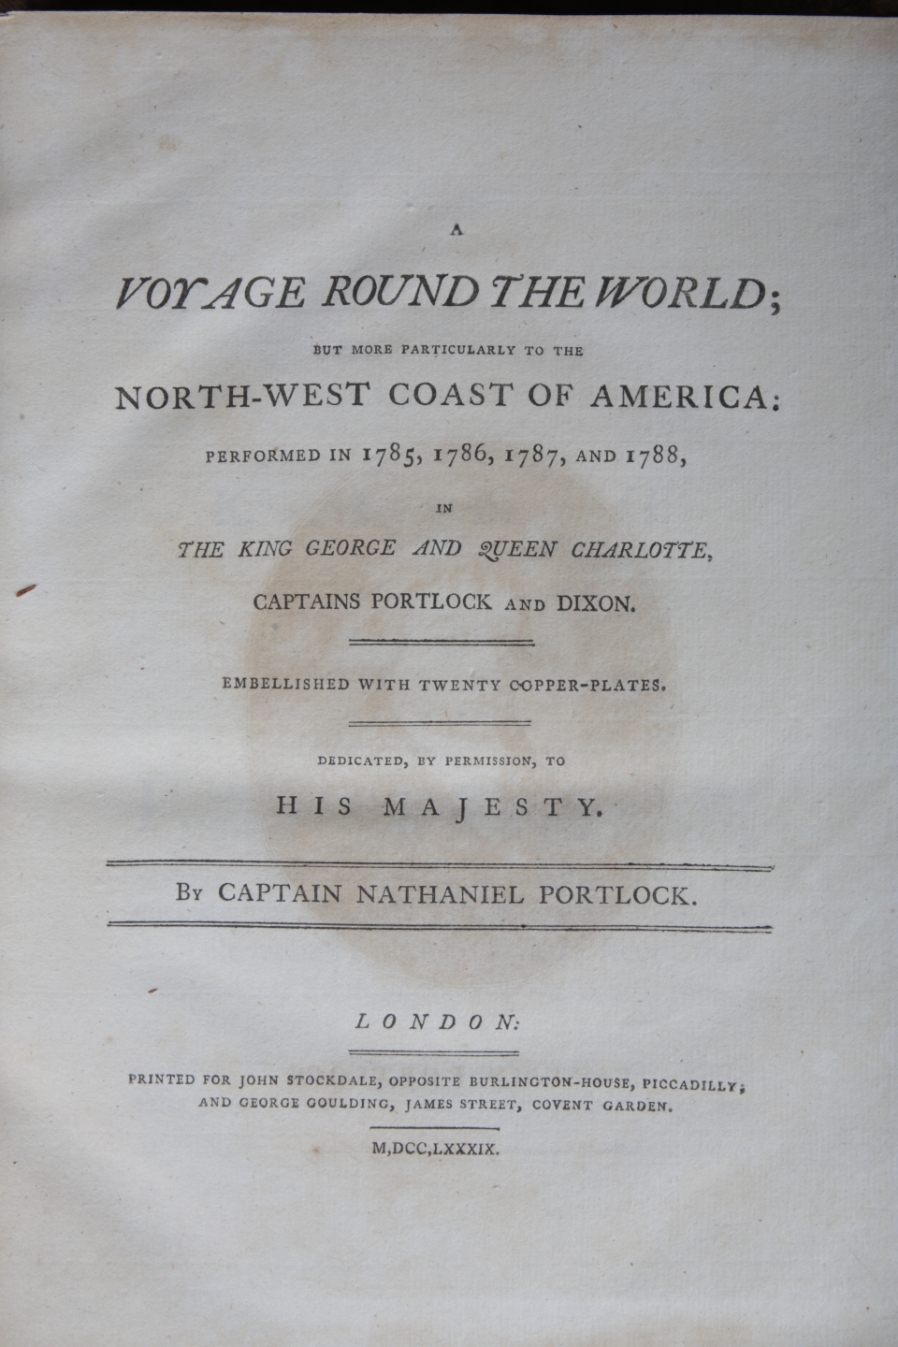 A
VOYAGE ROUND THE WORLD;
BUT MORE PARTICULARLY TO THE
NORTH-WEST COAST OF AMERICA:
PERFORMED IN 1785, 1786, 1787, AND 1788,
IN
THE KING GEORGE AND QUEEN CHARLOTTE,
CAPTAINS PORTLOCK AND DIXON.
EMBELLISHED WITH TWENTY COPPER-PLATES.
DEDICATED, BY PERMISSION, TO
HIS MAJESTY.
By CAPTAIN NATHANIEL PORTLOCK.
LONDON:
PRINTED FOR JOHN STOCKDALE, OPPOSITE BURLINGTON-HOUSE, PICCADILLY;
AND GEORGE GOULDING, JAMES STREET, COVENT GARDEN.
M,DCC,LXXXIX.